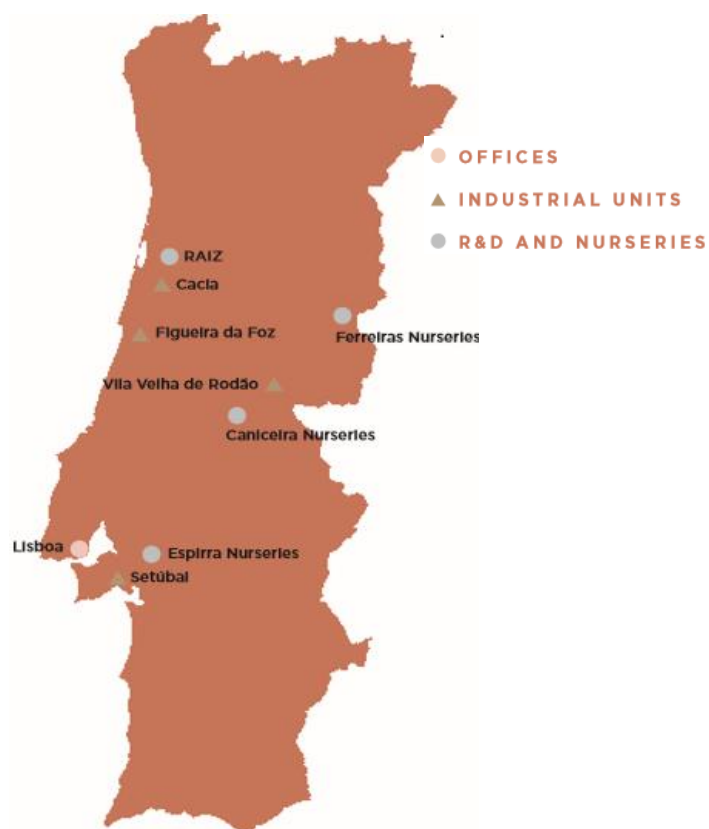 OFFICES
INDUSTRIAL UNITS
R&D AND NURSERIES
RAIZ
Cacia
Figueira da Foz
Ferreiras Nurseries
Vila Velha de Rodão
Caniceira Nurseries
Lisboa
Espirra Nurseries
Setúbal